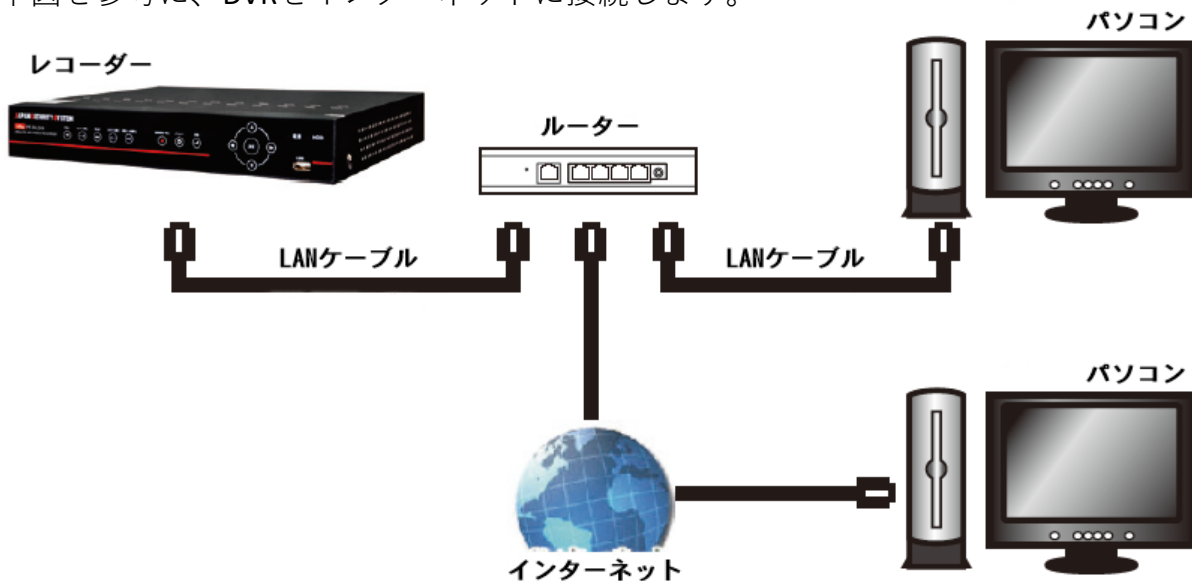 下図を参考に、DVRをインターネットに接続します。
パソコン
レコーダー
JAPAN SECURITY SYSTEM
ルーター
LANケーブル
LANケーブル
パソコン
インターネット